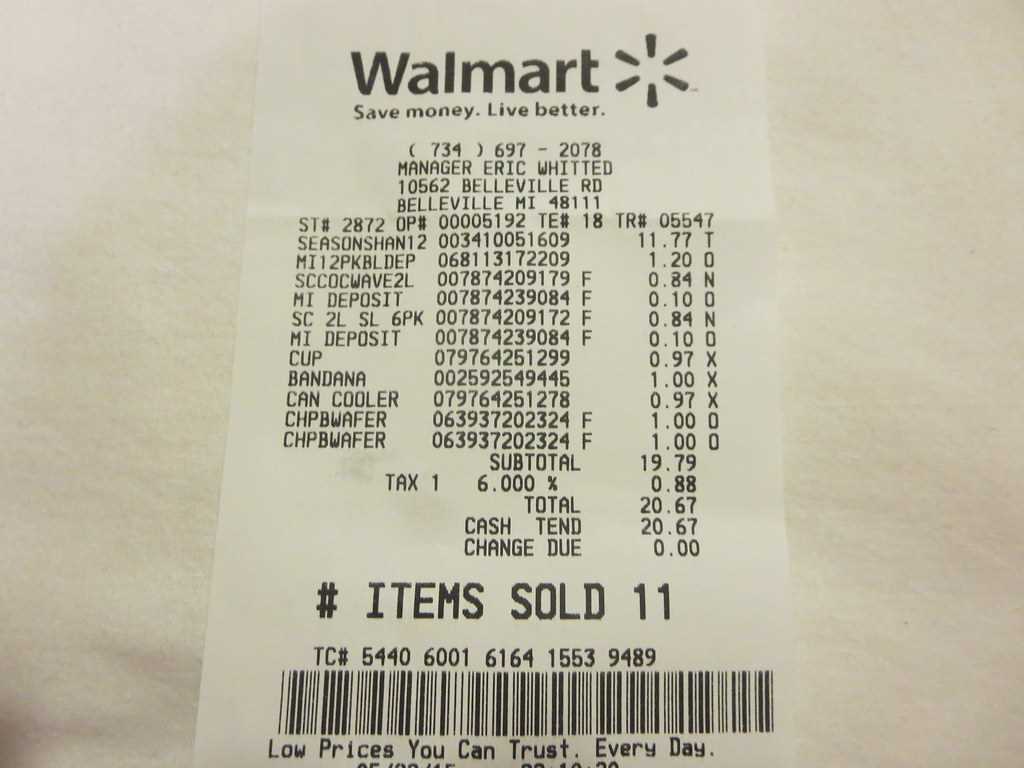 Walmart
Save money. Live better.
( 734 ) 697 - 2078
MANAGER ERIC WHITTED
10562 BELLEVILLE RD
BELLEVILLE MI 48111
ST# 2872 OP# 00005192 TE# 18 TR# 05547
SEASONSHAN12 003410051609 11.77 T
MI12PKBLDEP 068113172209 1.20 O
SCCOCWAVE2L 007874209179 F 0.84 N
MI DEPOSIT 007874239084 F 0.10 O
SC 2L SL 6PK 007874209172 F 0.84 N
MI DEPOSIT 007874239084 F 0.10 O
CUP 079764251299 0.97 X
BANDANA 002592549445 1.00 X
CAN COOLER 079764251278 0.97 X
CHPBWAFER 063937202324 F 1.00 O
CHPBWAFER 063937202324 F 1.00 O
SUBTOTAL 19.79
TAX 1 6.000 % 0.88
TOTAL 20.67
CASH TEND 20.67
CHANGE DUE 0.00
# ITEMS SOLD 11
TC# 5440 6001 6164 1553 9489
Low Prices You Can Trust. Every Day.